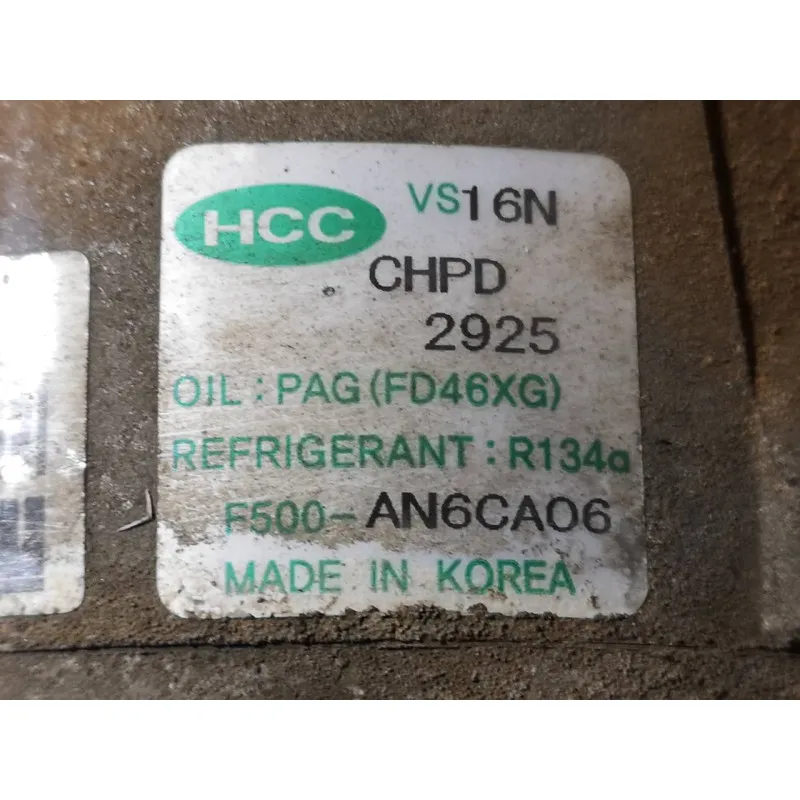 HCC VS16N
CHPD
2925
OIL : PAG (FD46XG)
REFRIGERANT : R134a
F500-AN6CA06
MADE IN KOREA